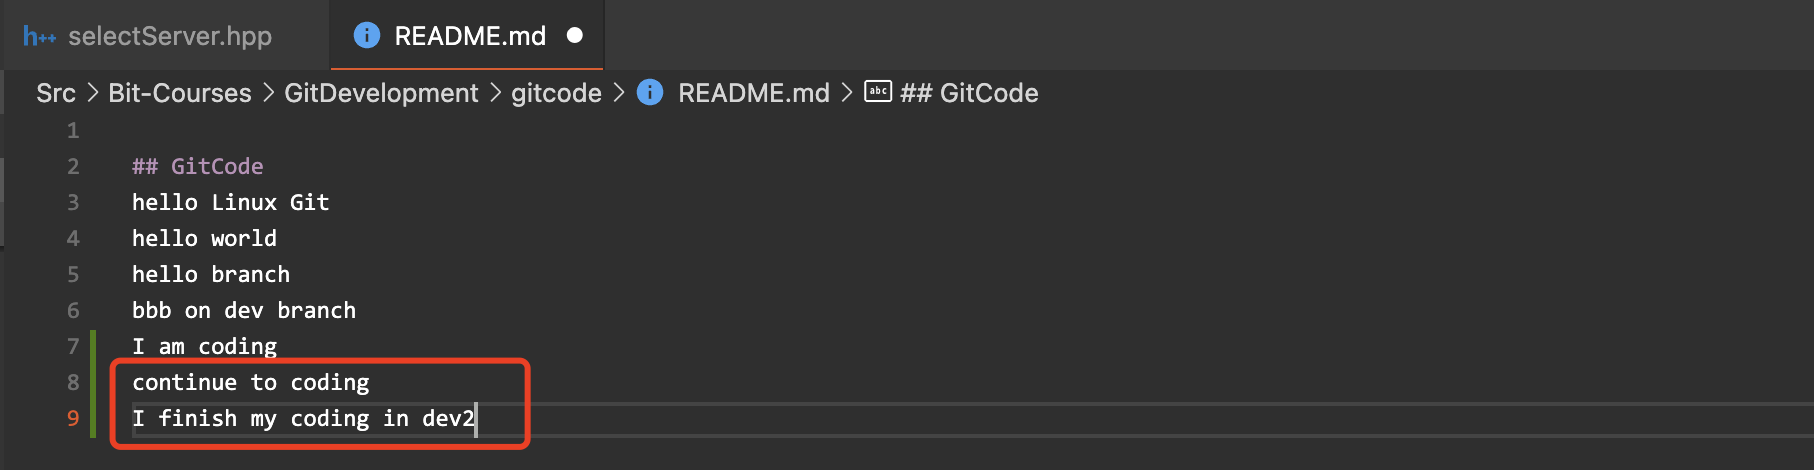 h++ selectServer.hpp i README.md
Src > Bit-Courses > GitDevelopment > gitcode > i README.md > abc ## GitCode
1
2 ## GitCode
3 hello Linux Git
4 hello world
5 hello branch
6 bbb on dev branch
7 I am coding
8 continue to coding
9 I finish my coding in dev2